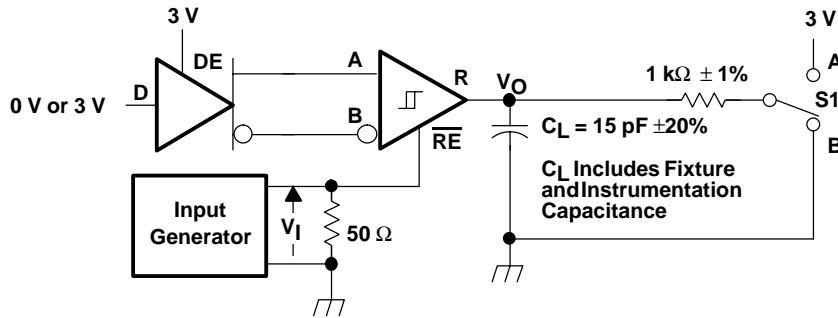 3 V
3 V
DE
A
A
R
1 kΩ ± 1%
VO
D
0 V or 3 V
S1
B
CL = 15 pF ±20%
RE
B
CL Includes Fixture
and Instrumentation
Capacitance
Input
Generator
VI
50 Ω